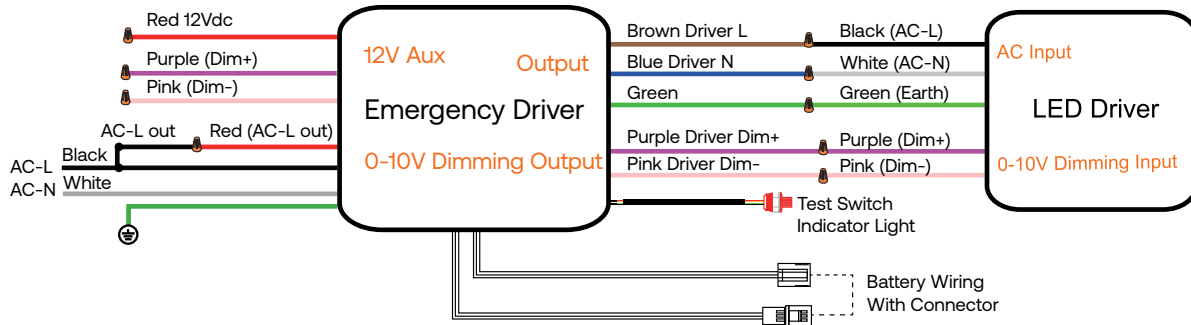 Red 12Vdc
Purple (Dim+)
Pink (Dim-)
AC-L out
Red (AC-L out)
Black
AC-L
White
AC-N
12V Aux
Output
Emergency Driver
0-10V Dimming Output
Brown Driver L
Black (AC-L)
Blue Driver N
White (AC-N)
Green
Green (Earth)
Purple Driver Dim+
Purple (Dim+)
Pink Driver Dim-
Pink (Dim-)
AC Input
LED Driver
0-10V Dimming Input
Test Switch
Indicator Light
Battery Wiring
With Connector